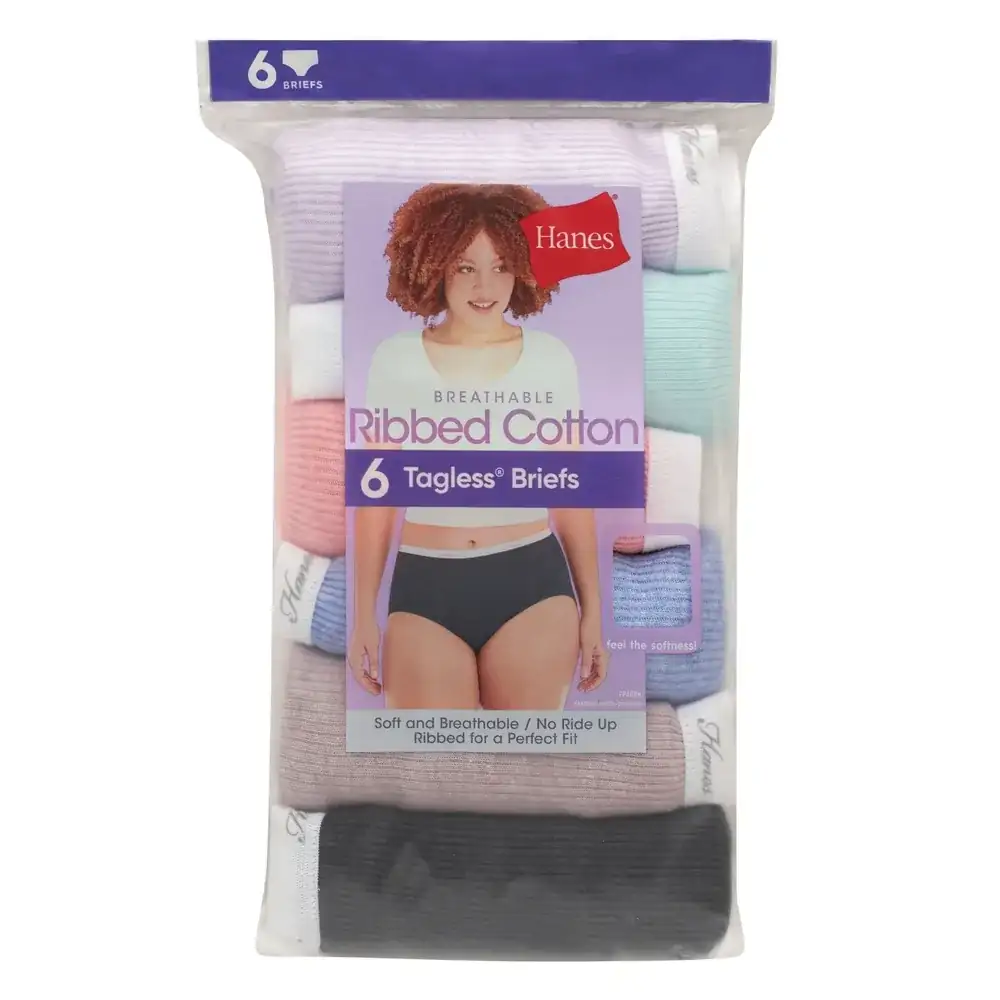 6
BRIEFS
Hanes
Hanes
BREATHABLE
Ribbed Cotton
6 Tagless® Briefs
Hanes
feel the softness!
Soft and Breathable / No Ride Up
Ribbed for a Perfect Fit
Hanes